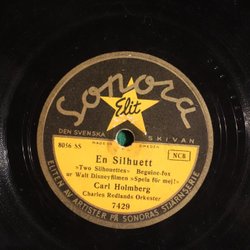 Sonora
Elit
DEN SVENSKA SKIVAN
MADE IN SWEDEN
8056 SS
NCB
En Silhuett
»Two Silhouettes» Beguine-fox
ur Walt Disneyfilmen »Spela för mej!»
Carl Holmberg
Charles Redlands Orkester
7429
ELITEN AV ARTISTER PÅ SONORAS STJÄRNSERIE